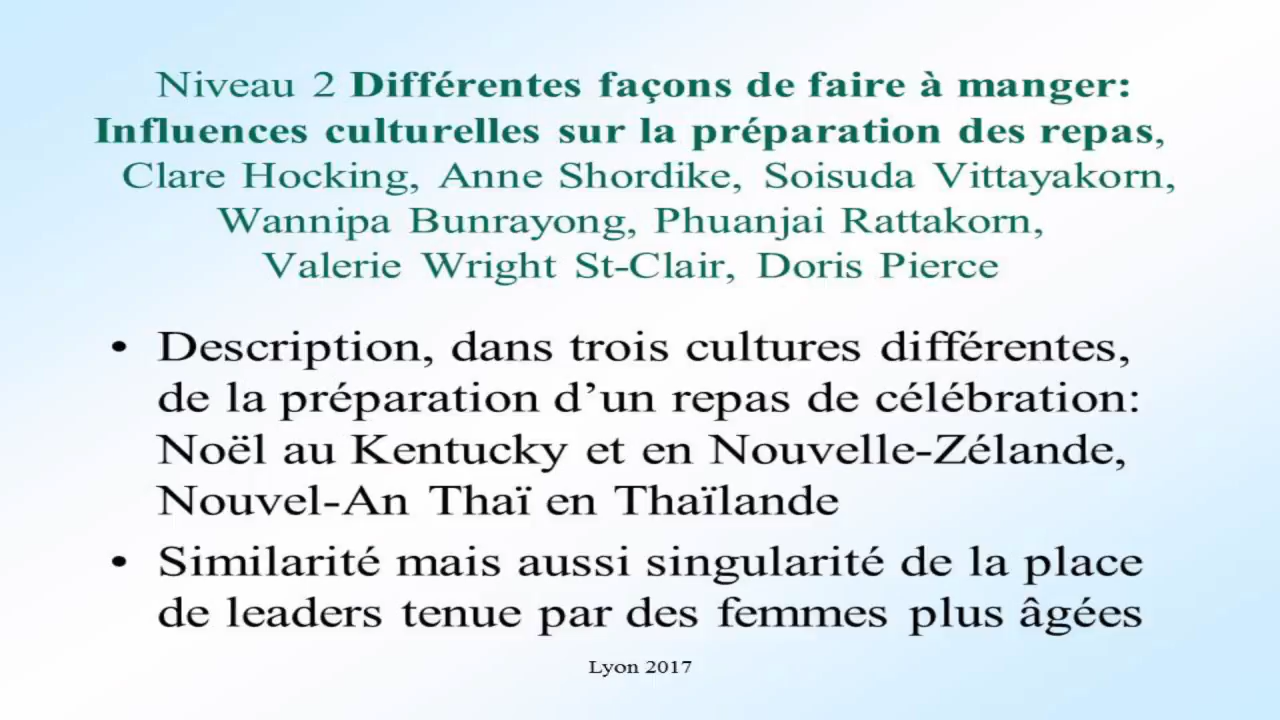 Niveau 2 Différentes façons de faire à manger:
Influences culturelles sur la préparation des repas,
Clare Hocking, Anne Shordike, Soisuda Vittayakorn,
Wannipa Bunrayong, Phuanjai Rattakorn,
Valerie Wright St-Clair, Doris Pierce
• Description, dans trois cultures différentes,
de la préparation d’un repas de célébration:
Noël au Kentucky et en Nouvelle-Zélande,
Nouvel-An Thaï en Thaïlande
• Similarité mais aussi singularité de la place
de leaders tenue par des femmes plus âgées
Lyon 2017